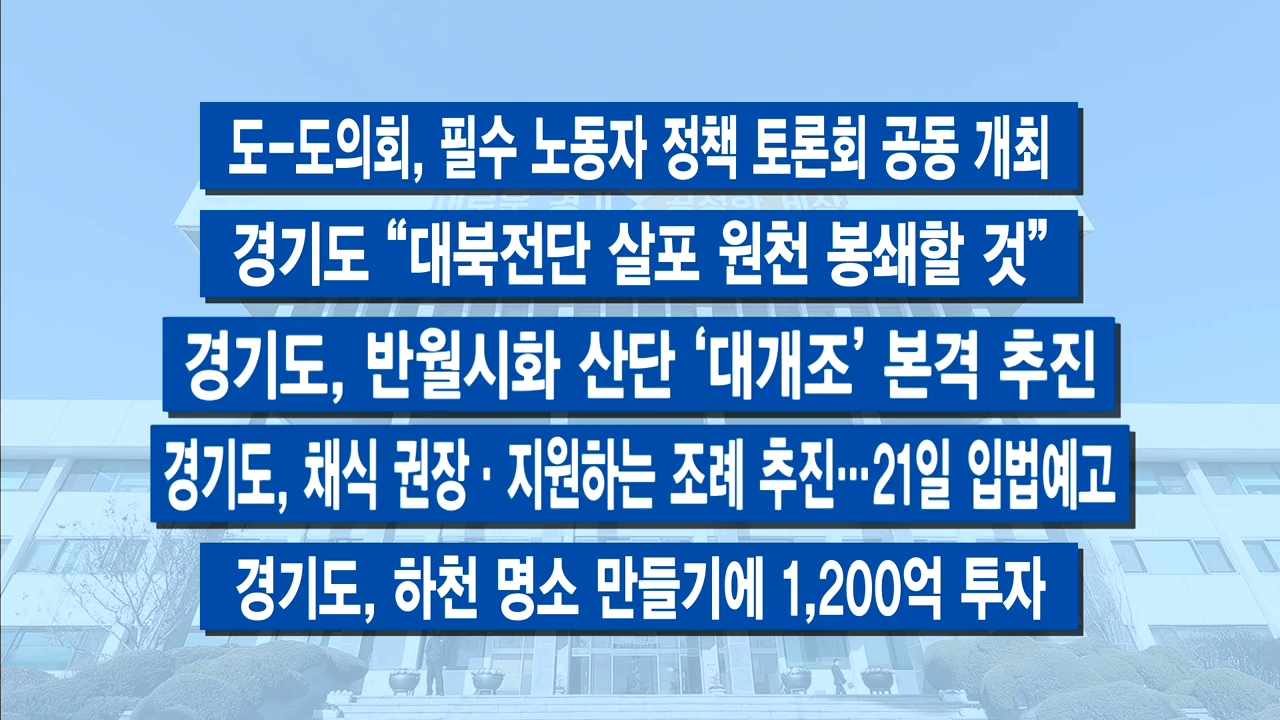 도-도의회, 필수 노동자 정책 토론회 공동 개최
경기도 “대북전단 살포 원천 봉쇄할 것”
경기도, 반월시화 산단 ‘대개조’ 본격 추진
경기도, 채식 권장·지원하는 조례 추진…21일 입법예고
경기도, 하천 명소 만들기에 1,200억 투자